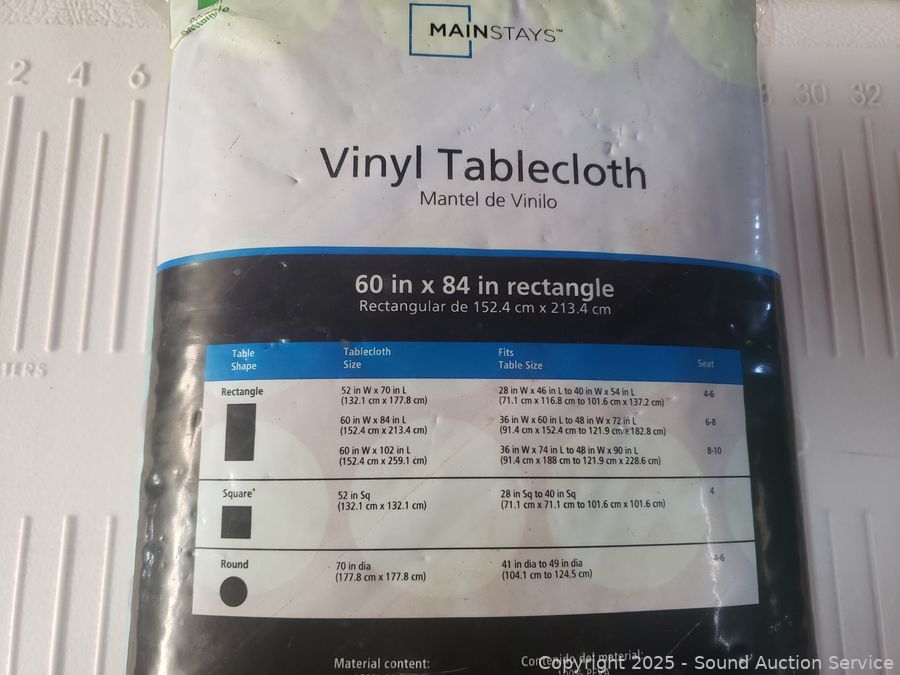 Rectangle
MAINSTAYS™
2 4 6
30 32
Vinyl Tablecloth
Mantel de Vinilo
60 in x 84 in rectangle
Rectangular de 152.4 cm x 213.4 cm
Table Shape Tablecloth Size Fits Table Size Seat
Rectangle 52 in W x 70 in L 28 in W x 46 in L to 40 in W x 54 in L 4-6
(132.1 cm x 177.8 cm) (71.1 cm x 116.8 cm to 101.6 cm x 137.2 cm)
60 in W x 84 in L 36 in W x 60 in L to 48 in W x 72 in L 6-8
(152.4 cm x 213.4 cm) (91.4 cm x 152.4 cm to 121.9 cm x 182.8 cm)
60 in W x 102 in L 36 in W x 74 in L to 48 in W x 90 in L 8-10
(152.4 cm x 259.1 cm) (91.4 cm x 188 cm to 121.9 cm x 228.6 cm)
Square* 52 in Sq 28 in Sq to 40 in Sq 4
(132.1 cm x 132.1 cm) (71.1 cm x 71.1 cm to 101.6 cm x 101.6 cm)
Round 70 in dia 41 in dia to 49 in dia 4-6
(177.8 cm x 177.8 cm) (104.1 cm to 124.5 cm)
Material content: Contenido del material:
Copyright 2025 - Sound Auction Service